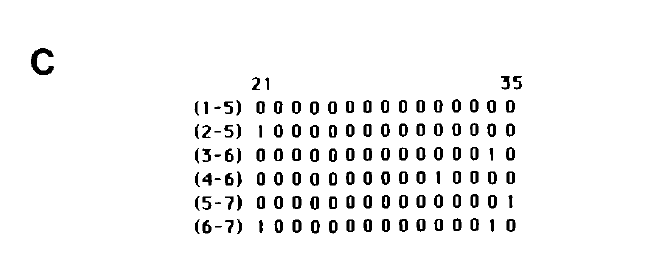 C
21 35
(1-5) 0 0 0 0 0 0 0 0 0 0 0 0 0 0 0
(2-5) 1 0 0 0 0 0 0 0 0 0 0 0 0 0 0
(3-6) 0 0 0 0 0 0 0 0 0 0 0 0 0 1 0
(4-6) 0 0 0 0 0 0 0 0 0 0 1 0 0 0 0
(5-7) 0 0 0 0 0 0 0 0 0 0 0 0 0 0 1
(6-7) 1 0 0 0 0 0 0 0 0 0 0 0 0 1 0